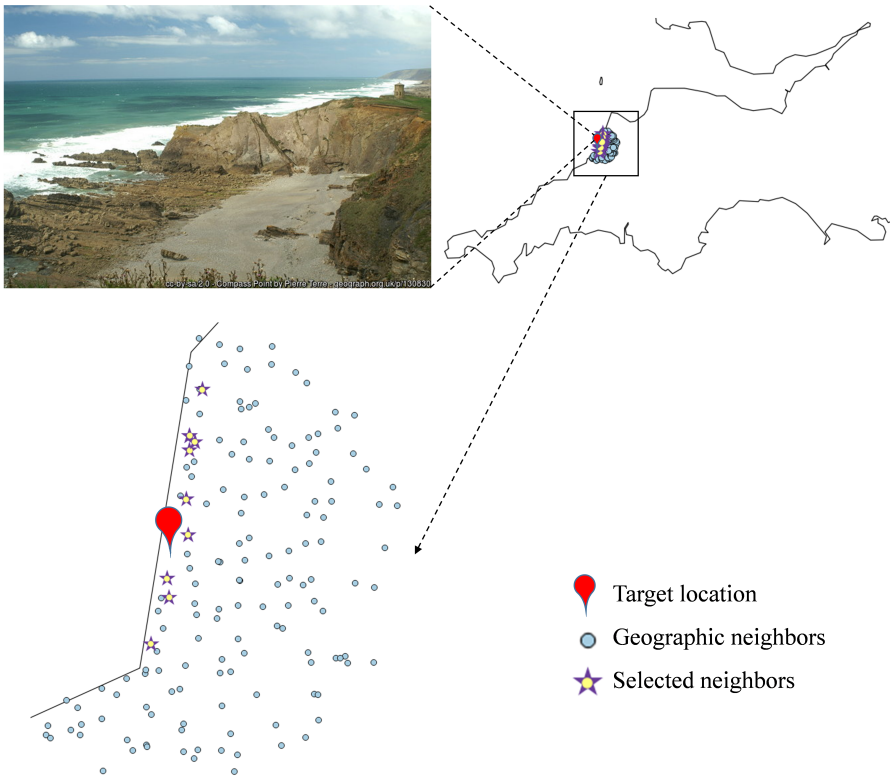 cc-by-sa/2.0 - Compass Point by Pierre Terre - geograph.org.uk/p/130830
Target location
Geographic neighbors
Selected neighbors